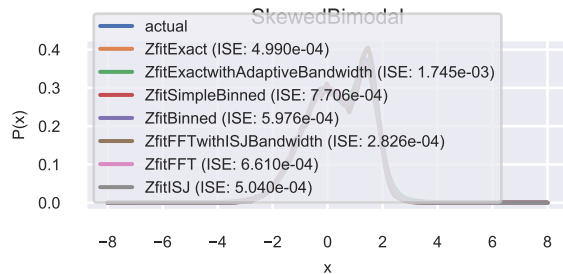 SkewedBimodal
actual
ZfitExact (ISE: 4.990e-04)
ZfitExactwithAdaptiveBandwidth (ISE: 1.745e-03)
ZfitSimpleBinned (ISE: 7.706e-04)
ZfitBinned (ISE: 5.976e-04)
ZfitFFTwithISJBandwidth (ISE: 2.826e-04)
ZfitFFT (ISE: 6.610e-04)
ZfitISJ (ISE: 5.040e-04)
P(x)
0.4
0.3
0.2
0.1
0.0
−8 −6 −4 −2 0 2 4 6 8
x